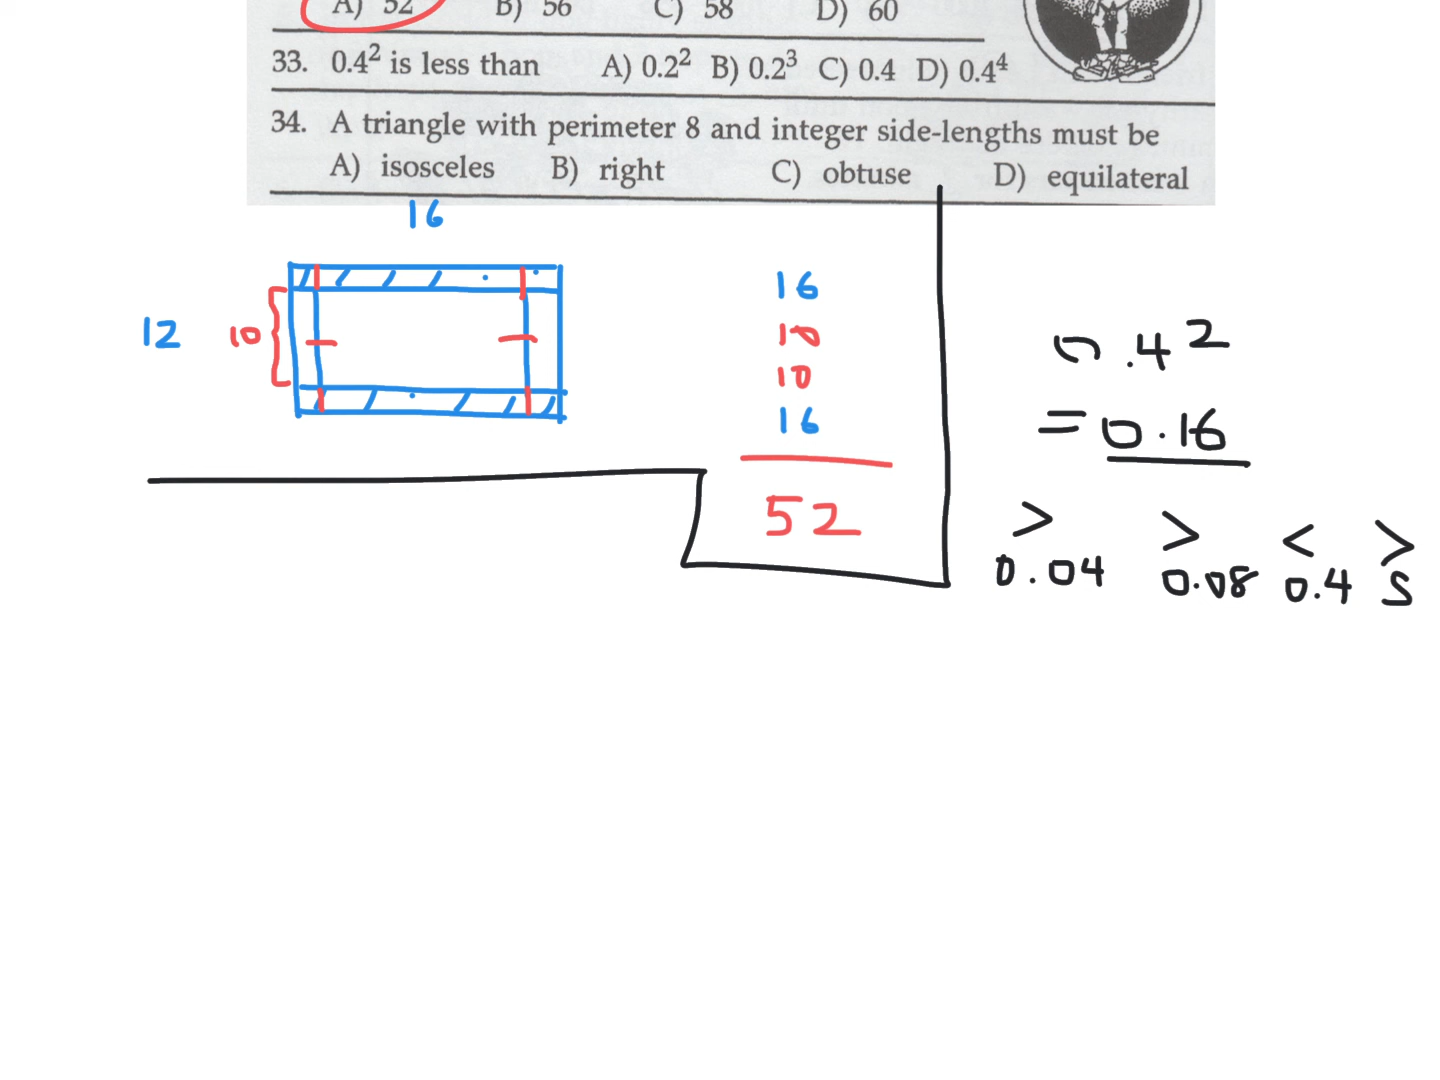 A) 52 B) 56 C) 58 D) 60
33. 0.4² is less than A) 0.2² B) 0.2³ C) 0.4 D) 0.4⁴
34. A triangle with perimeter 8 and integer side-lengths must be
A) isosceles B) right C) obtuse D) equilateral
16
12 10
16
10
10
16
52
0.4²
= 0.16
> > < >
0.04 0.08 0.4 S